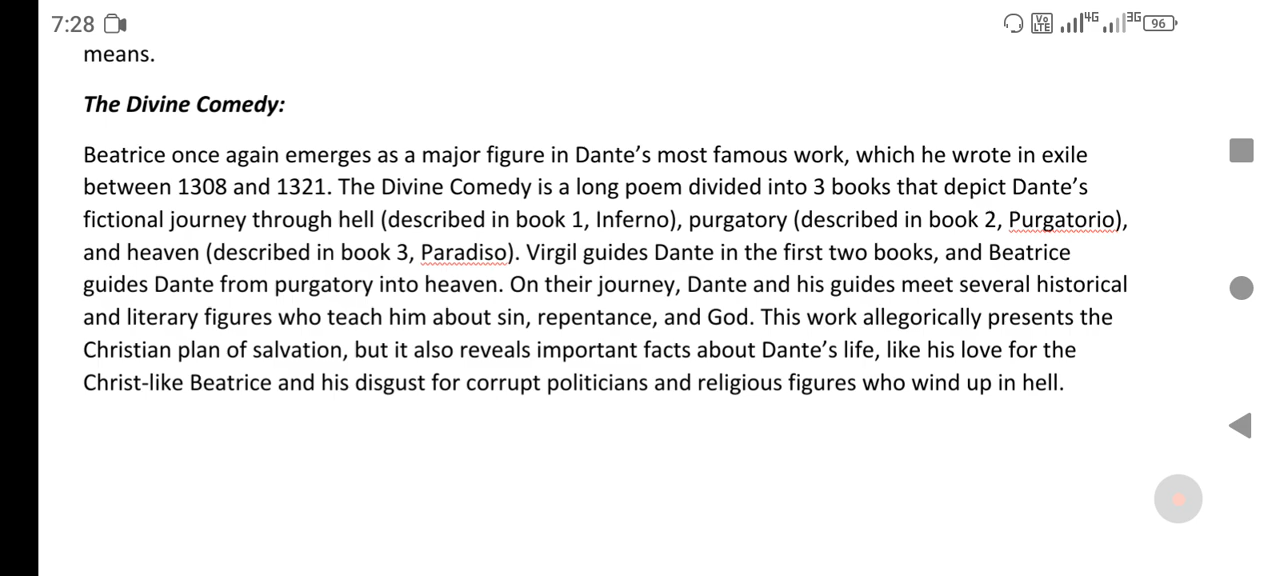 7:28 Vo LTE 4G 3G 96
means.
The Divine Comedy:
Beatrice once again emerges as a major figure in Dante’s most famous work, which he wrote in exile
between 1308 and 1321. The Divine Comedy is a long poem divided into 3 books that depict Dante’s
fictional journey through hell (described in book 1, Inferno), purgatory (described in book 2, Purgatorio),
and heaven (described in book 3, Paradiso). Virgil guides Dante in the first two books, and Beatrice
guides Dante from purgatory into heaven. On their journey, Dante and his guides meet several historical
and literary figures who teach him about sin, repentance, and God. This work allegorically presents the
Christian plan of salvation, but it also reveals important facts about Dante’s life, like his love for the
Christ-like Beatrice and his disgust for corrupt politicians and religious figures who wind up in hell.